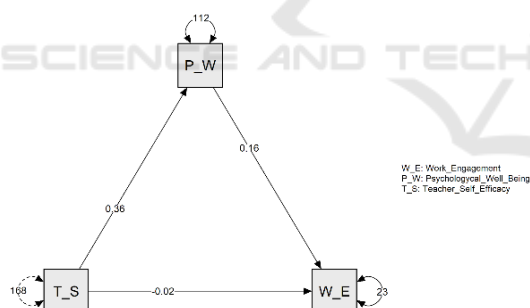 SCIENCE AND TECH
112
P_W
0.16
W_E: Work_Engagement
P_W: Psychologycal_Well_Being
T_S: Teacher_Self_Efficacy
0.36
168
T_S
-0.02
W_E
23